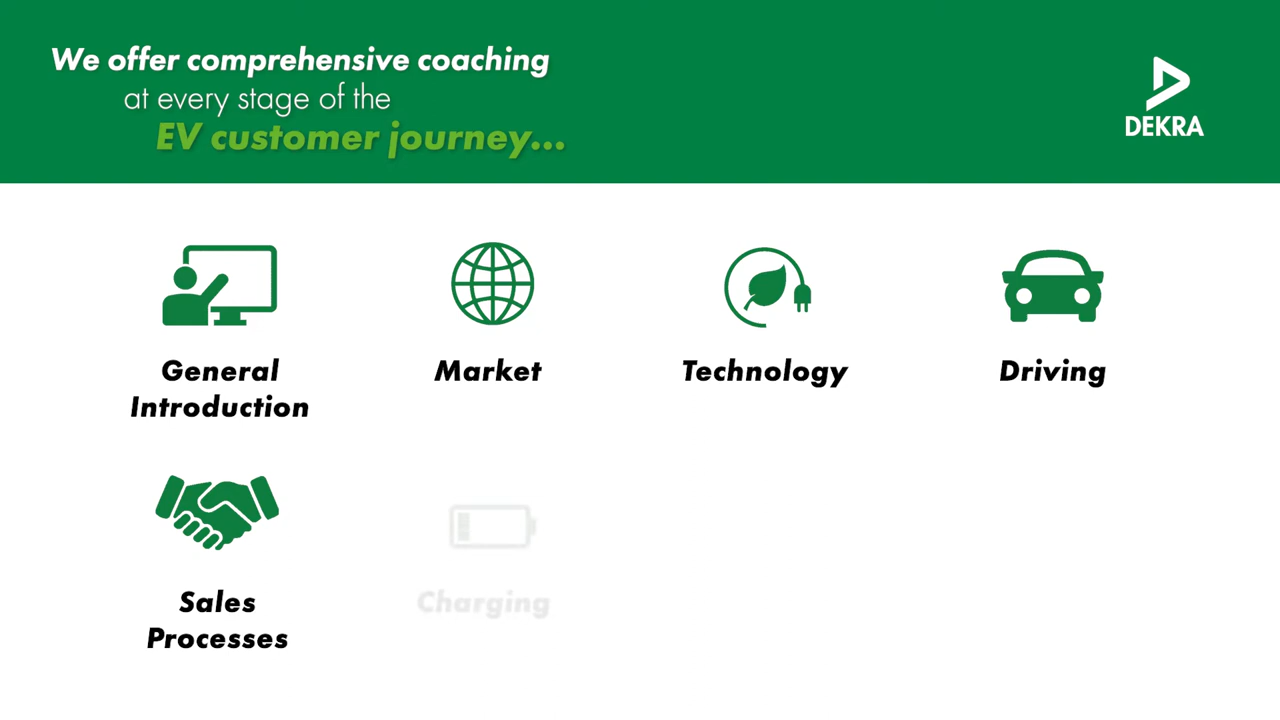 We offer comprehensive coaching
at every stage of the
EV customer journey...
DEKRA
General
Introduction
Market
Technology
Driving
Sales
Processes
Charging